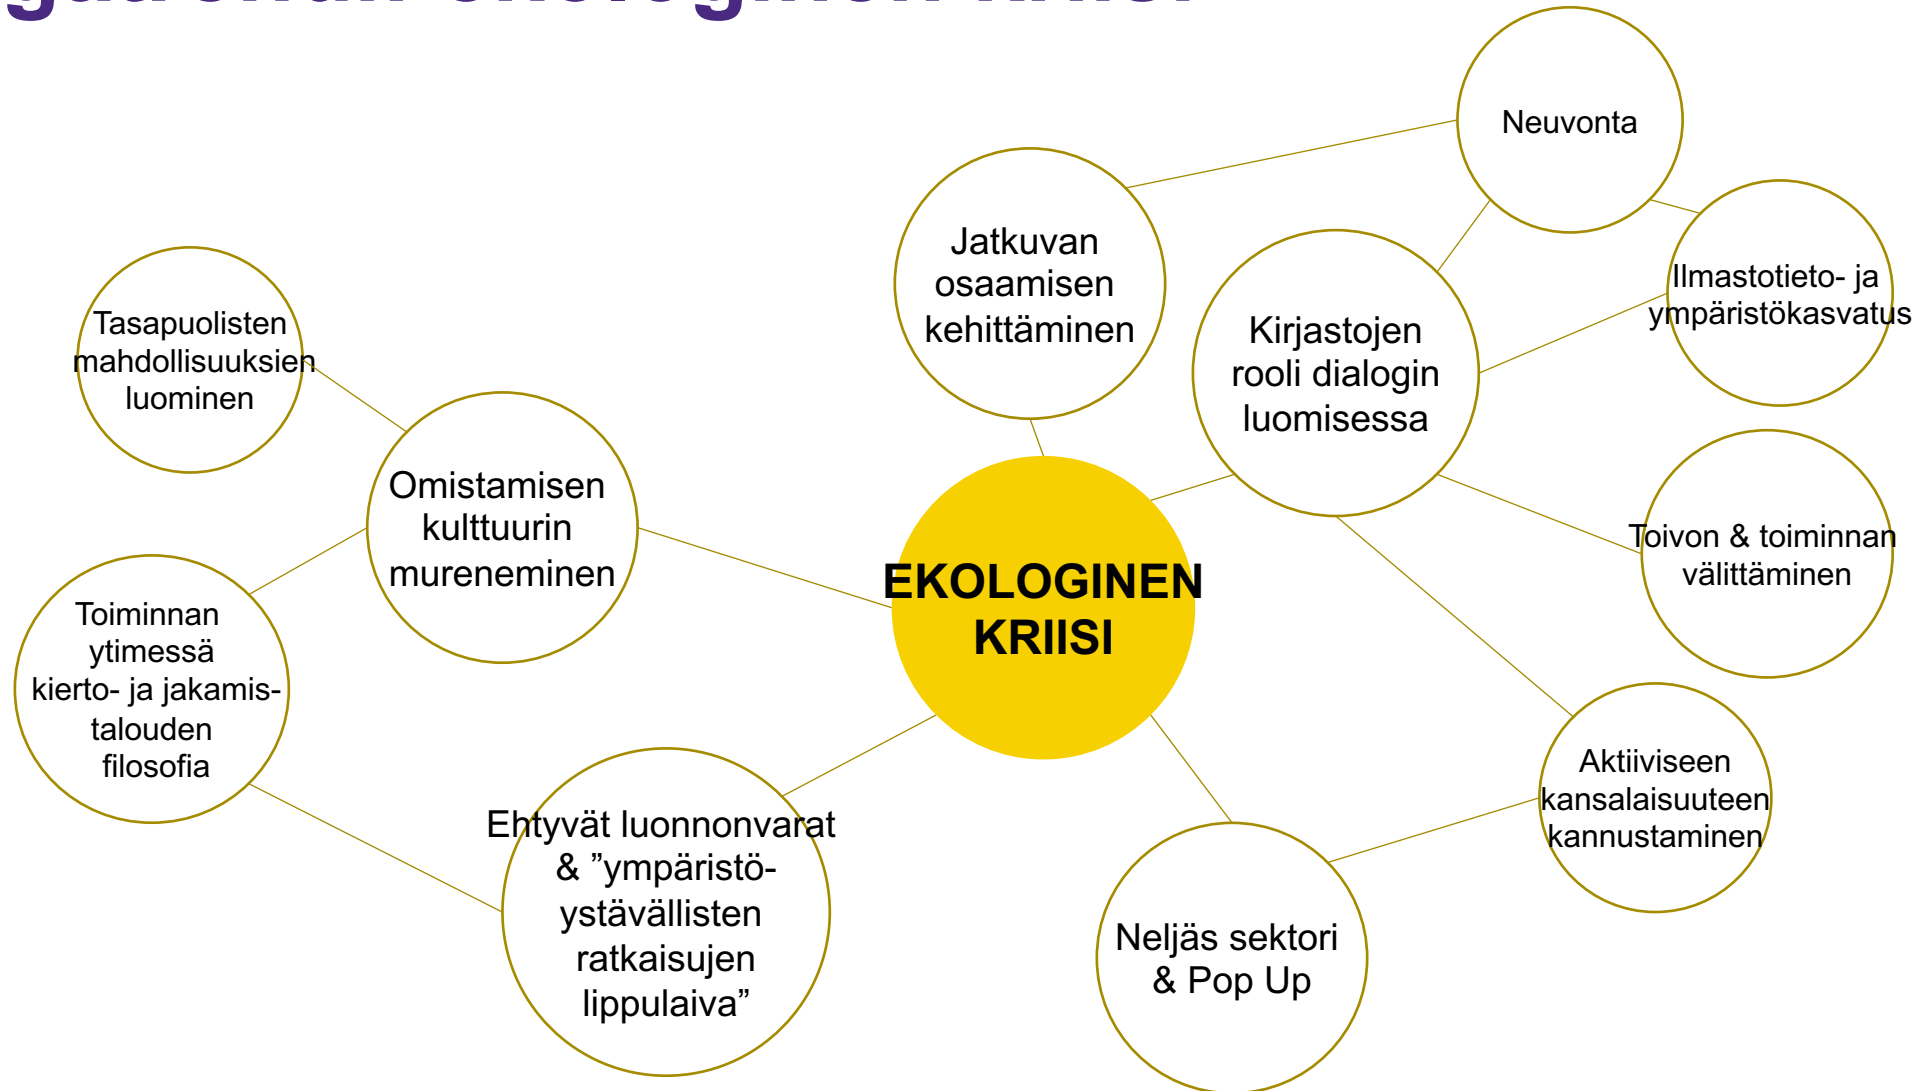 ekologinen kriisi
Neuvonta
Jatkuvan
osaamisen
kehittäminen
Ilmastotieto- ja
ympäristökasvatus
Kirjastojen
rooli dialogin
luomisessa
Tasapuolisten
mahdollisuuksien
luominen
Omistamisen
kulttuurin
mureneminen
Toivon & toiminnan
välittäminen
EKOLOGINEN
KRIISI
Toiminnan
ytimessä
kierto- ja jakamis-
talouden
filosofia
Aktiiviseen
kansalaisuuteen
kannustaminen
Ehtyvät luonnonvarat
& ”ympäristö-
ystävällisten
ratkaisujen
lippulaiva”
Neljäs sektori
& Pop Up